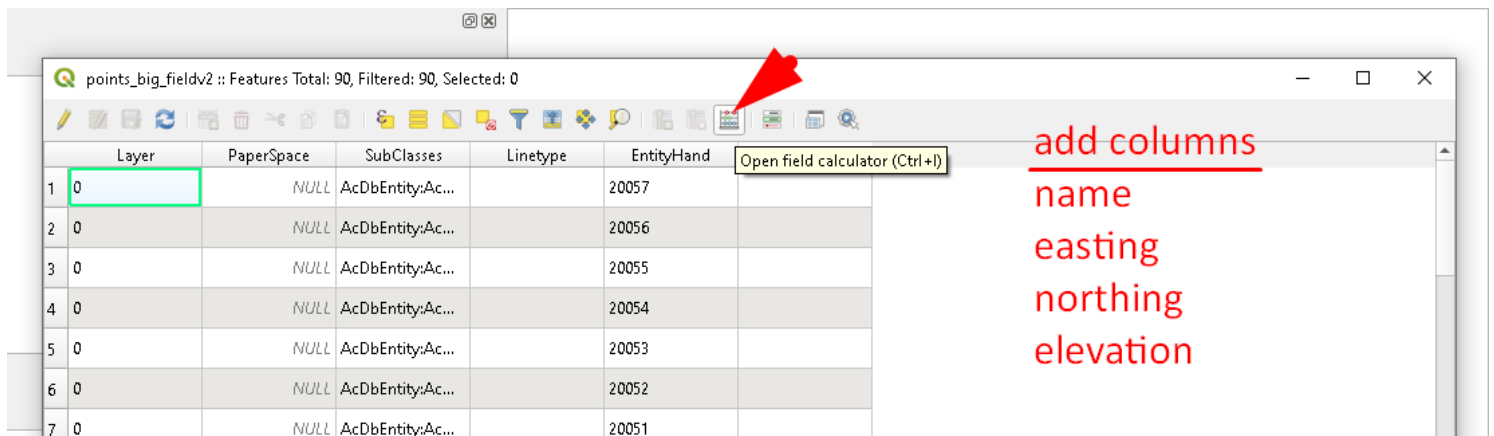 points_big_fieldv2 :: Features Total: 90, Filtered: 90, Selected: 0
Layer PaperSpace SubClasses Linetype EntityHand
Open field calculator (Ctrl+I)
1 0 NULL AcDbEntity:Ac... 20057
2 0 NULL AcDbEntity:Ac... 20056
3 0 NULL AcDbEntity:Ac... 20055
4 0 NULL AcDbEntity:Ac... 20054
5 0 NULL AcDbEntity:Ac... 20053
6 0 NULL AcDbEntity:Ac... 20052
7 0 NULL AcDbEntity:Ac... 20051
add columns
name
easting
northing
elevation